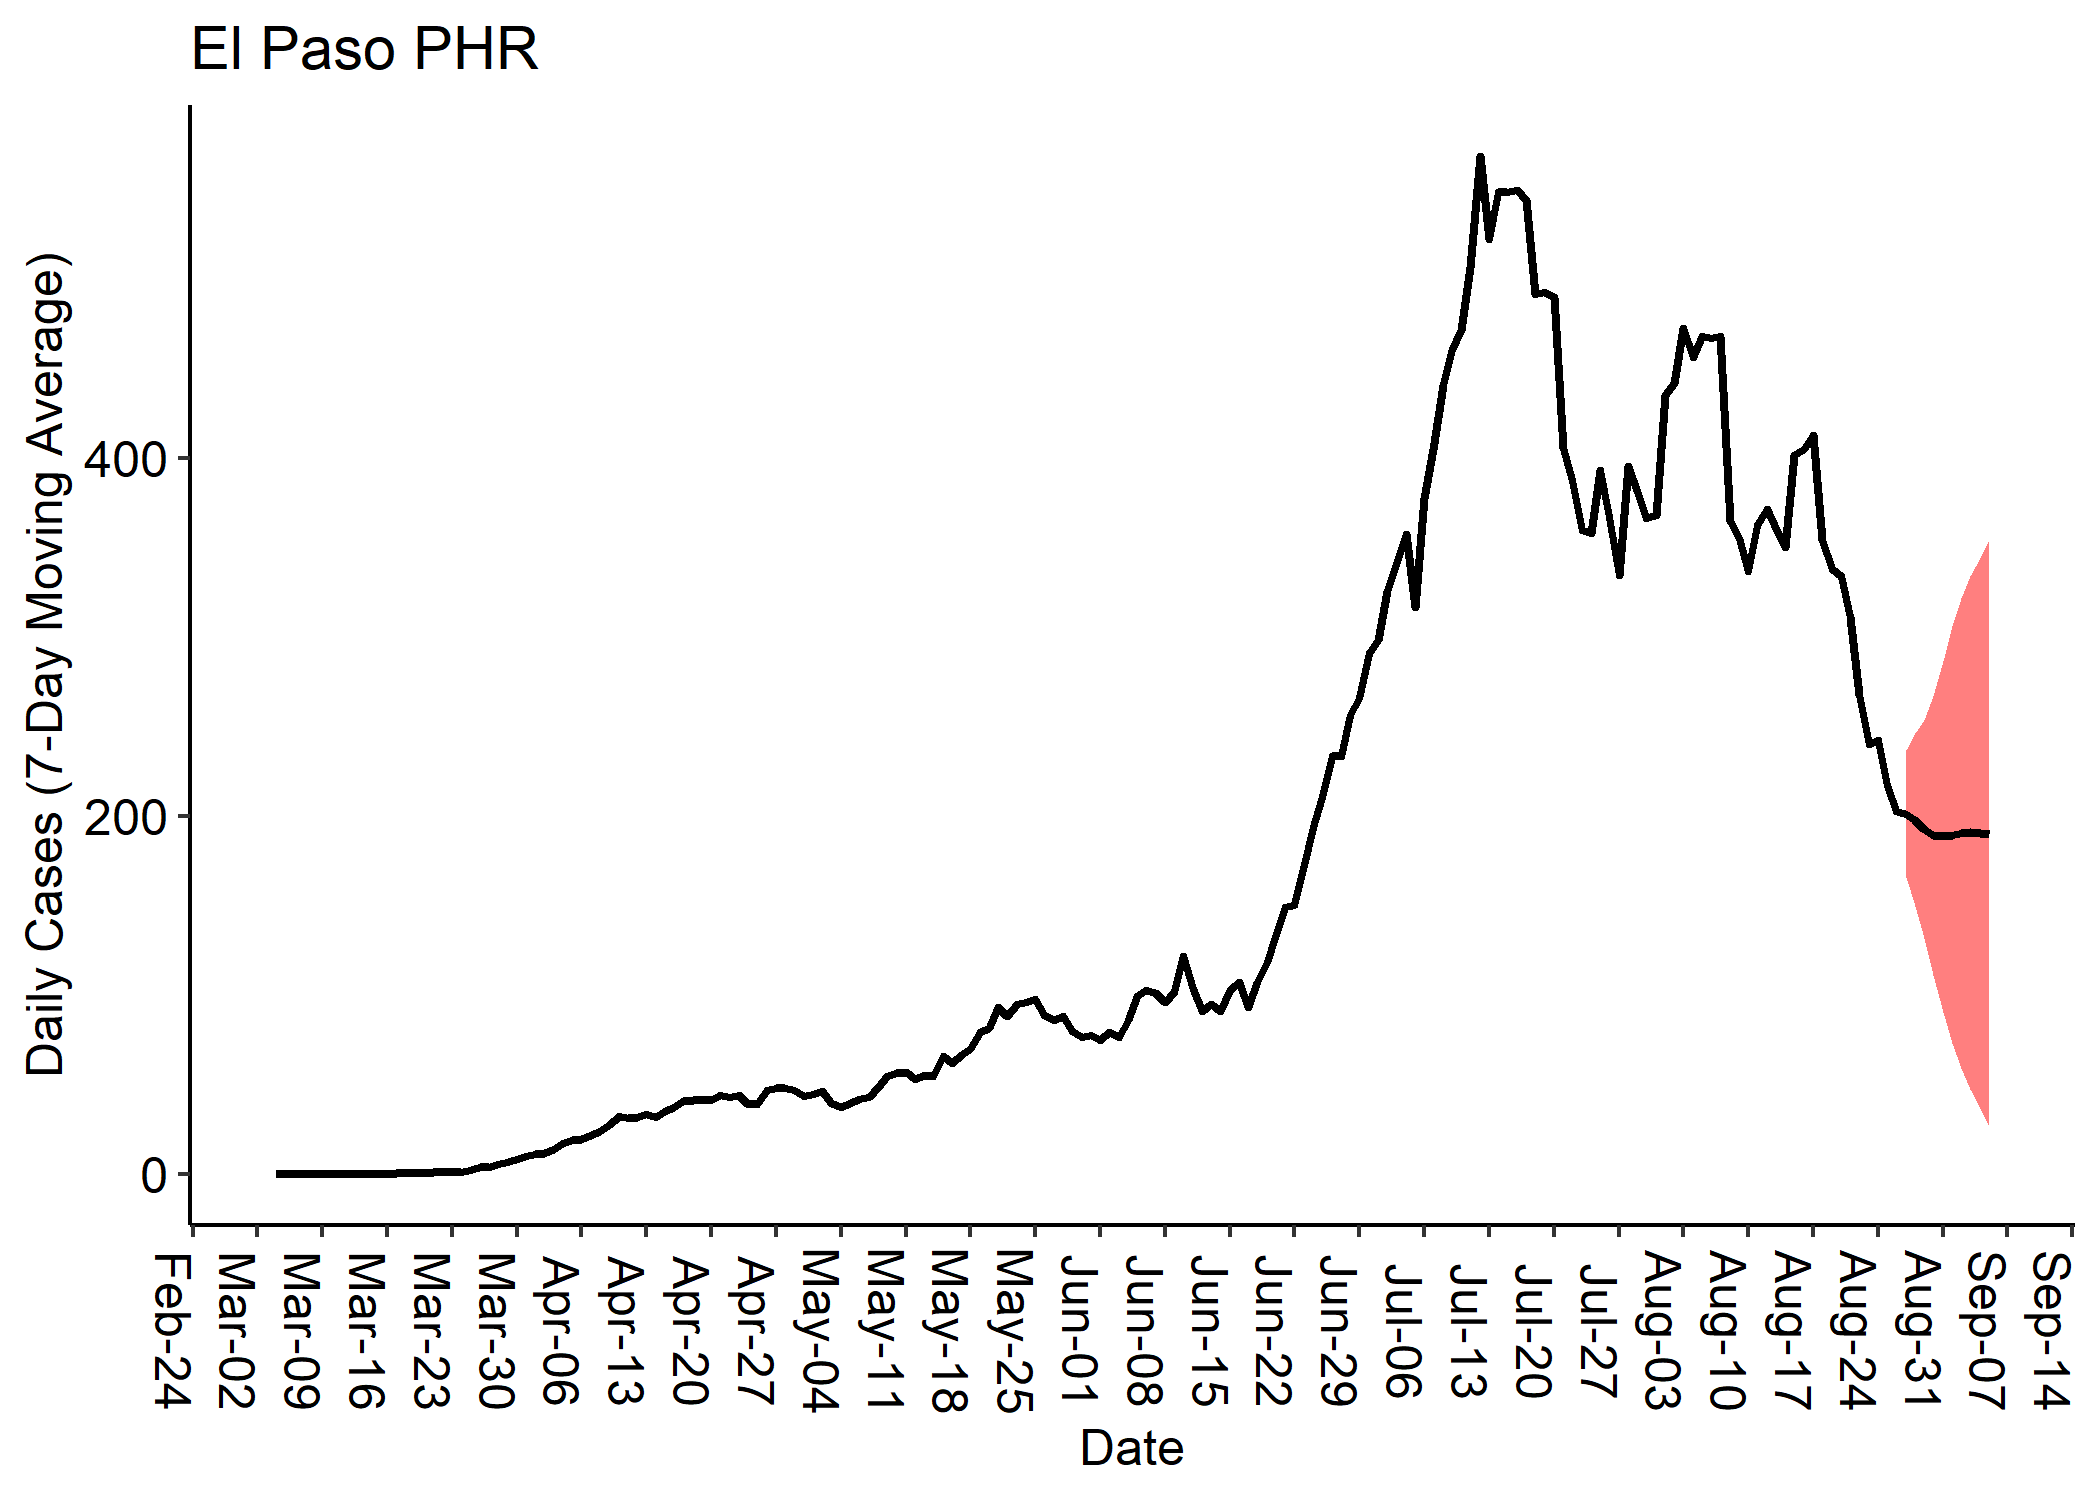 El Paso PHR
Daily Cases (7-Day Moving Average)
400
200
0
Feb-24
Mar-02
Mar-09
Mar-16
Mar-23
Mar-30
Apr-06
Apr-13
Apr-20
Apr-27
May-04
May-11
May-18
May-25
Jun-01
Jun-08
Jun-15
Jun-22
Jun-29
Jul-06
Jul-13
Jul-20
Jul-27
Aug-03
Aug-10
Aug-17
Aug-24
Aug-31
Sep-07
Sep-14
Date